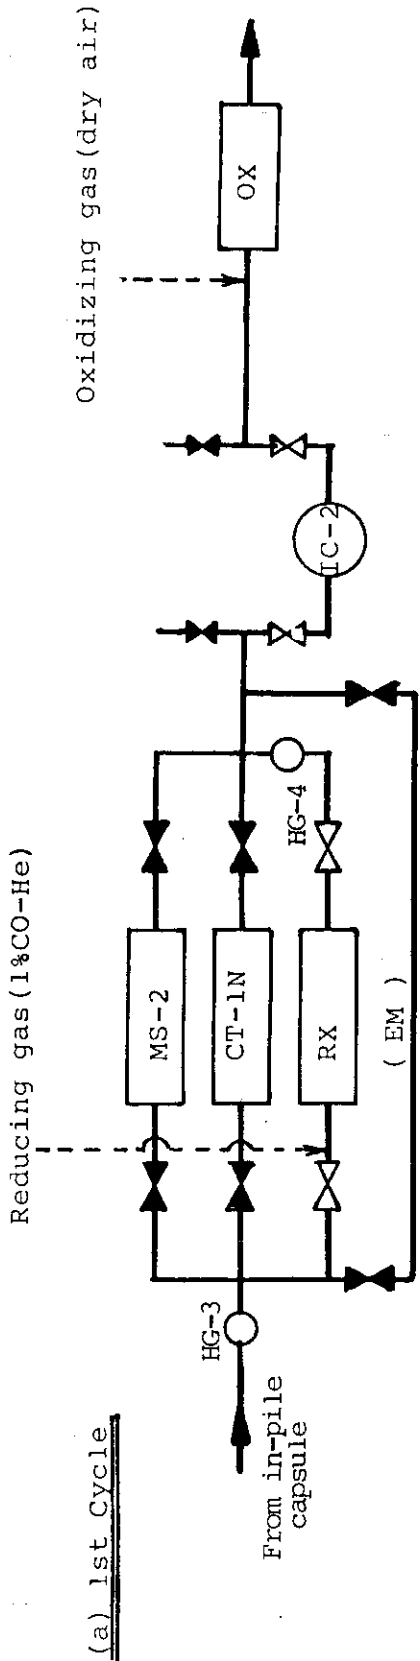 (a) 1st Cycle
Reducing gas(1%CO-He)
Oxidizing gas(dry air)
MS-2
CT-1N
RX
HG-3
HG-4
IC-2
OX
( EM )
From in-pile
capsule